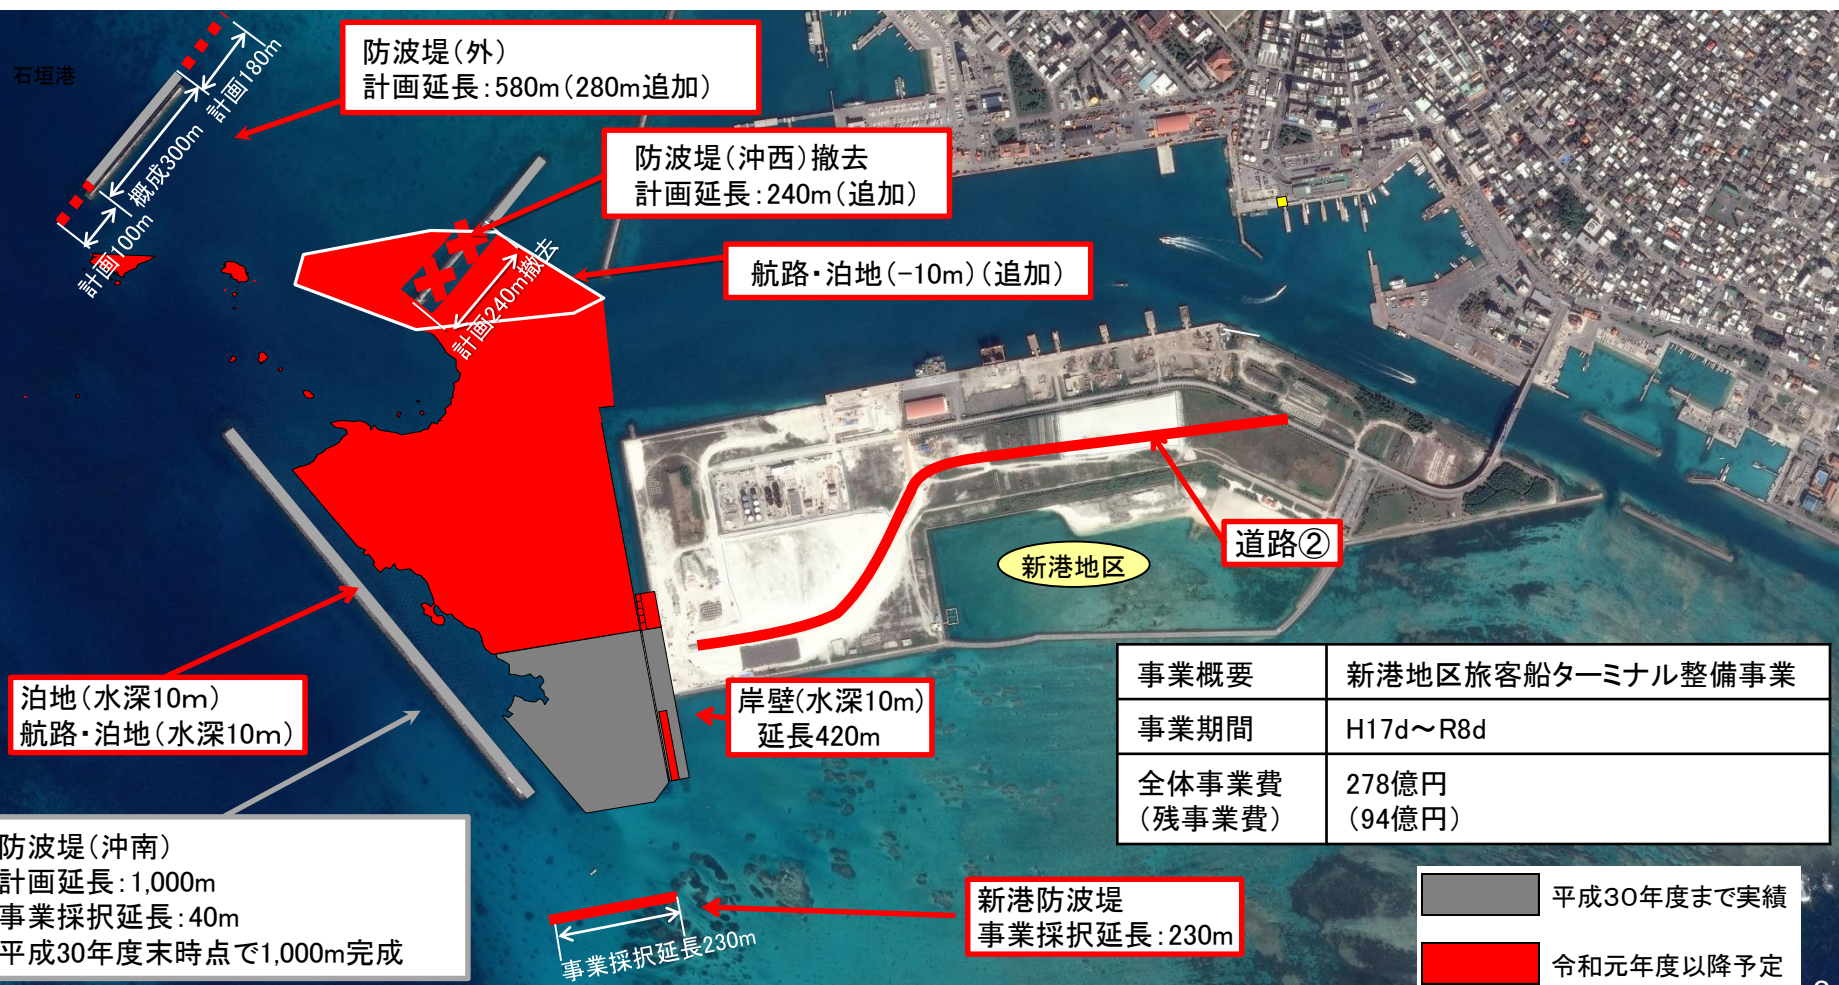 石垣港
計画180m
概成300m
計画100m
防波堤(外)
計画延長:580m(280m追加)
防波堤(沖西)撤去
計画延長:240m(追加)
計画240m撤去
航路・泊地(-10m)(追加)
道路②
新港地区
泊地(水深10m)
航路・泊地(水深10m)
岸壁(水深10m)
延長420m
事業概要 新港地区旅客船ターミナル整備事業
事業期間 H17d～R8d
全体事業費 278億円
(残事業費) (94億円)
防波堤(沖南)
計画延長:1,000m
事業採択延長:40m
平成30年度末時点で1,000m完成
事業採択延長230m
新港防波堤
事業採択延長:230m
平成30年度まで実績
令和元年度以降予定